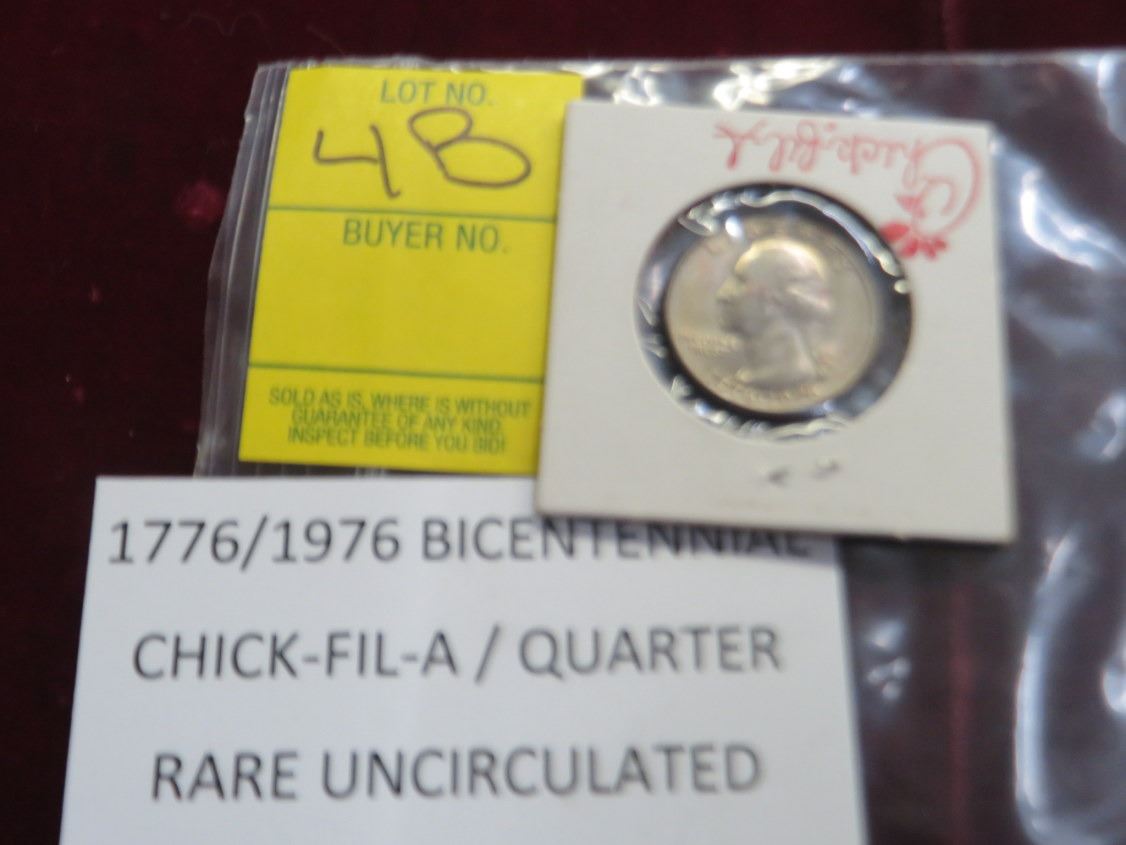 LOT NO.
4B
BUYER NO.
SOLD AS IS, WHERE IS WITHOUT
GUARANTEE OF ANY KIND.
INSPECT BEFORE YOU BID!
Chick-fil-A
1776/1976 BICENTENNIAL
CHICK-FIL-A / QUARTER
RARE UNCIRCULATED